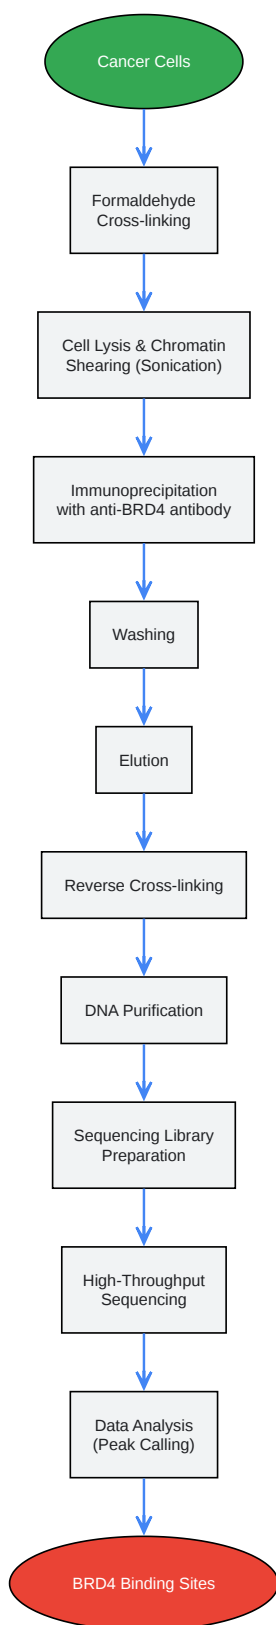 Cancer Cells
Formaldehyde
Cross-linking
Cell Lysis & Chromatin
Shearing (Sonication)
Immunoprecipitation
with anti-BRD4 antibody
Washing
Elution
Reverse Cross-linking
DNA Purification
Sequencing Library
Preparation
High-Throughput
Sequencing
Data Analysis
(Peak Calling)
BRD4 Binding Sites